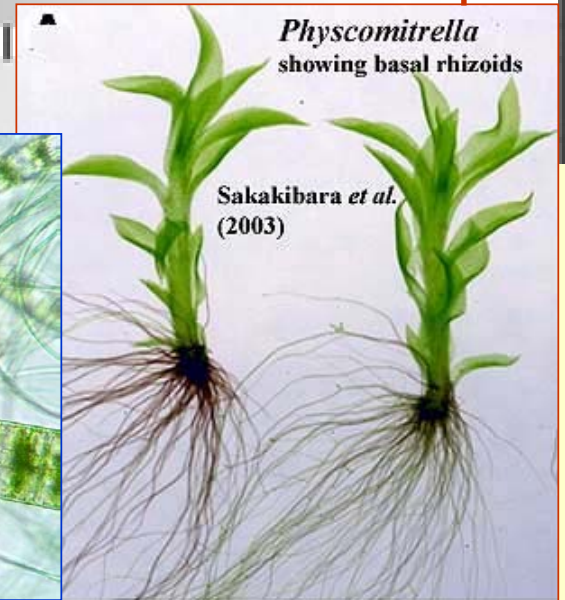 A
Physcomitrella
showing basal rhizoids
Sakakibara et al.
(2003)